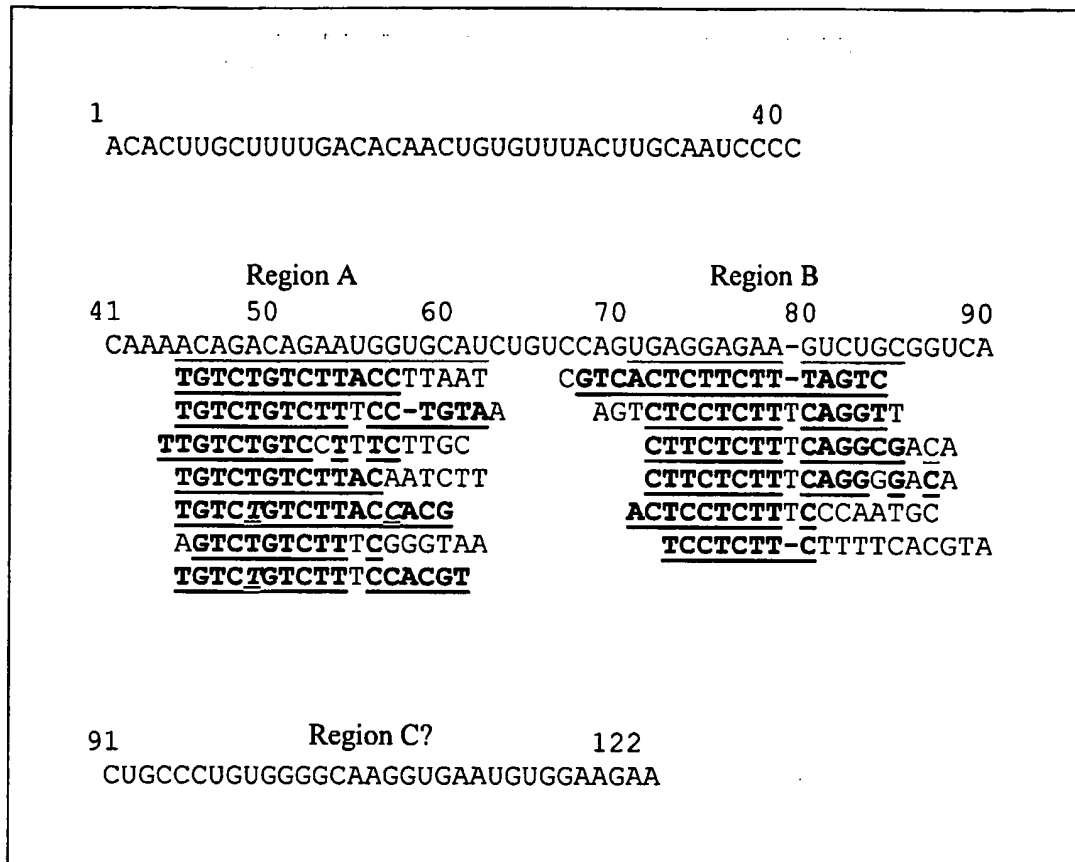 1 40
ACACUUGCUUUUGACACAACUGUGUUUACUUGCAAUCCCC
Region A Region B
41 50 60 70 80 90
CAAAACAGACAGAAUGGUGCAUCUGUCCAGUGAGGAGAA-GUCUGCGGUCA
TGTCTGTCTTACCTTAAT CGTCACTCTTCTT-TAGTC
TGTCTGTCTTTCC-TGTAA AGTCTCCTCTTTCAGGTT
TTGTCTGTCCTTTCTTGC CTTCTCTTTCAGGCGACA
TGTCTGTCTTACAATCTT CTTCTCTTTCAGGGGACA
TGTCTGTCTTACCCACG ACTCCTCTTTCCCAATGC
AGTCTGTCTTTCGGGTAA TCCTCTT-CTTTTCACGTA
TGTCTGTCTTTCCACGT
91 Region C? 122
CUGCCCUGUGGGGCAAGGUGAAUGUGGAAGAA